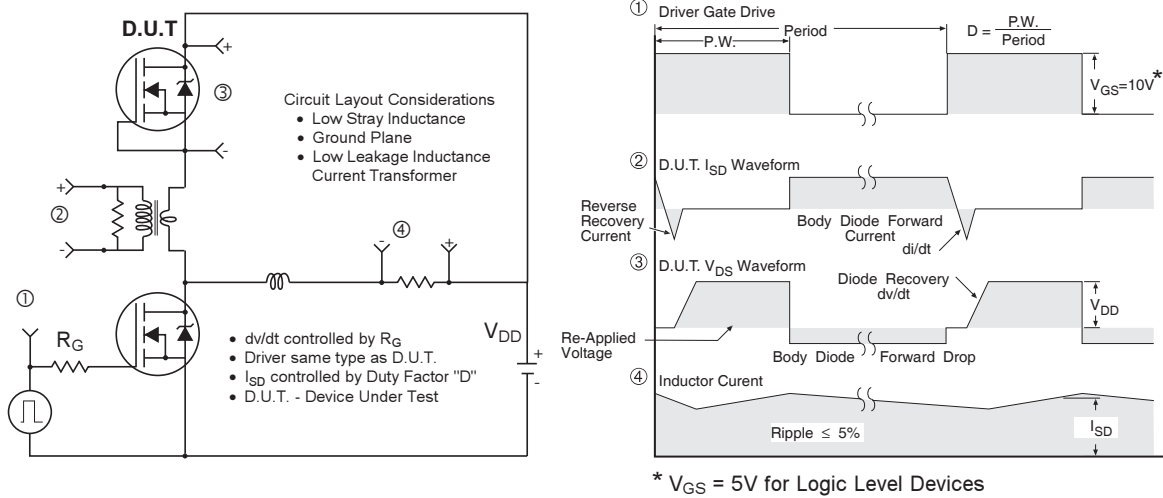 D.U.T
+
③
-
Circuit Layout Considerations
• Low Stray Inductance
• Ground Plane
• Low Leakage Inductance
Current Transformer
+
②
-
④
- +
①
R_G
V_DD
+
-
• dv/dt controlled by R_G
• Driver same type as D.U.T.
• I_SD controlled by Duty Factor "D"
• D.U.T. - Device Under Test
① Driver Gate Drive
P.W.
Period
D = P.W. / Period
V_GS=10V *
② D.U.T. I_SD Waveform
Reverse
Recovery
Current
Body Diode Forward
Current
di/dt
③ D.U.T. V_DS Waveform
Diode Recovery
dv/dt
V_DD
Re-Applied
Voltage
Body Diode Forward Drop
④ Inductor Curent
Ripple ≤ 5%
I_SD
* V_GS = 5V for Logic Level Devices